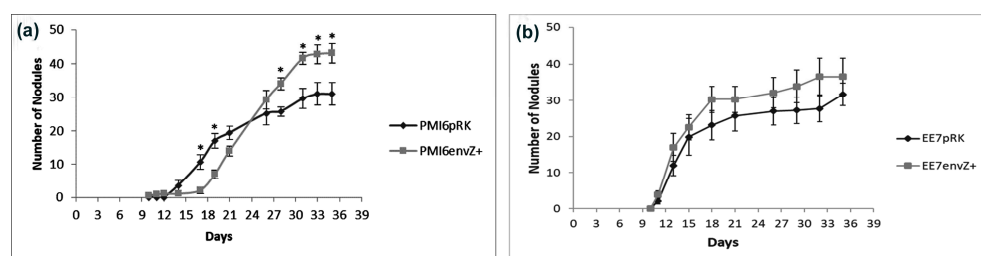 (a)
50
40
30
20
10
0
Number of Nodules
* * * * * *
0 3 6 9 12 15 18 21 24 27 30 33 36 39
Days
PMI6pRK
PMI6envZ+
(b)
50
40
30
20
10
0
Number of Nodules
0 3 6 9 12 15 18 21 24 27 30 33 36 39
Days
EE7pRK
EE7envZ+